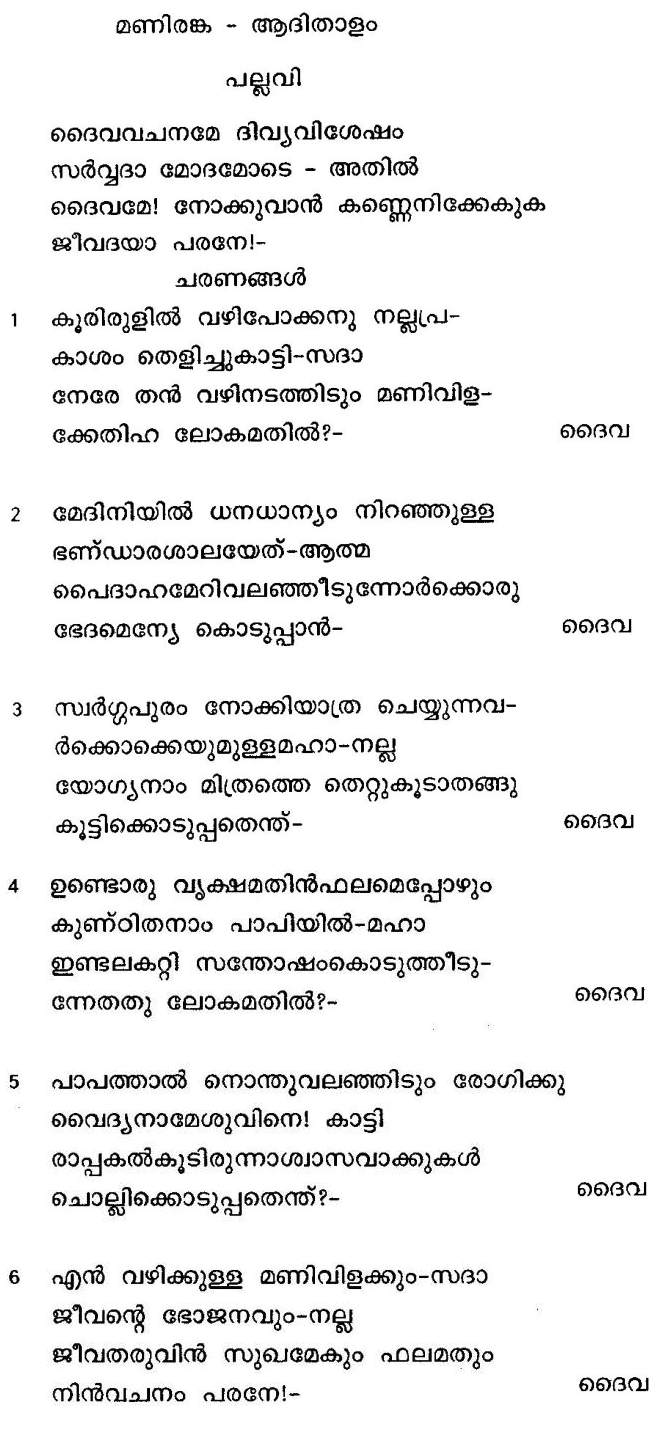 മണിരങ്ക - ആദിതാളം
പല്ലവി
ദൈവവചനമേ ദിവ്യവിശേഷം
സർവ്വദാ മോദമോടെ - അതിൽ
ദൈവമേ! നോക്കുവാൻ കണ്ണെനിക്കേകുക
ജീവദയാ പരനേ!-
ചരണങ്ങൾ
1 കൂരിരുളിൽ വഴിപോക്കനു നല്ലപ്ര-
കാശം തെളിച്ചുകാട്ടി-സദാ
നേരേ തൻ വഴിനടത്തിടും മണിവിള-
ക്കേതിഹ ലോകമതിൽ?- ദൈവ
2 മേദിനിയിൽ ധനധാന്യം നിറഞ്ഞുള്ള
ഭണ്ഡാരശാലയേത്-ആത്മ
പൈദാഹമേറിവലഞ്ഞീടുന്നോർക്കൊരു
ഭേദമെന്യേ കൊടുപ്പാൻ- ദൈവ
3 സ്വർഗ്ഗപുരം നോക്കിയാത്ര ചെയ്യുന്നവ-
ർക്കൊക്കെയുമുള്ളമഹാ-നല്ല
യോഗ്യനാം മിത്രത്തെ തെറ്റുകൂടാതങ്ങു
കൂട്ടിക്കൊടുപ്പതെന്ത്- ദൈവ
4 ഉണ്ടൊരു വൃക്ഷമതിൻഫലമെപ്പോഴും
കുണ്ഠിതനാം പാപിയിൽ-മഹാ
ഇണ്ടലകറ്റി സന്തോഷംകൊടുത്തീടു-
ന്നേതതു ലോകമതിൽ?- ദൈവ
5 പാപത്താൽ നൊന്തുവലഞ്ഞിടും രോഗിക്കു
വൈദ്യനാമേശുവിനെ! കാട്ടി
രാപ്പകൽകൂടിരുന്നാശ്വാസവാക്കുകൾ
ചൊല്ലിക്കൊടുപ്പതെന്ത്?- ദൈവ
6 എൻ വഴിക്കുള്ള മണിവിളക്കും-സദാ
ജീവന്റെ ഭോജനവും-നല്ല
ജീവതരുവിൻ സുഖമേകും ഫലമതും
നിൻവചനം പരനേ!- ദൈവ